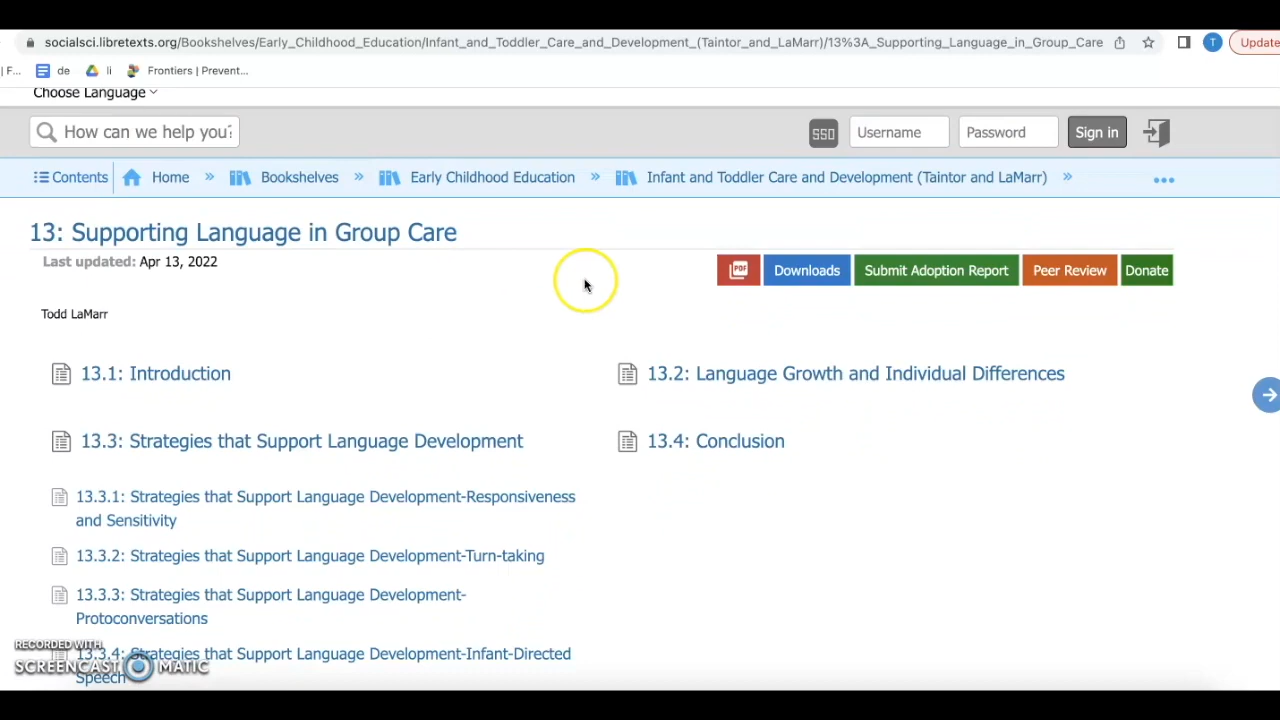 socialsci.libretexts.org/Bookshelves/Early_Childhood_Education/Infant_and_Toddler_Care_and_Development_(Taintor_and_LaMarr)/13%3A_Supporting_Language_in_Group_Care
T
Update
F...
de
li
Frontiers | Prevent...
Choose Language
How can we help you?
SSO
Username
Password
Sign in
Contents
Home
»
Bookshelves
»
Early Childhood Education
»
Infant and Toddler Care and Development (Taintor and LaMarr)
»
13: Supporting Language in Group Care
Last updated: Apr 13, 2022
PDF
Downloads
Submit Adoption Report
Peer Review
Donate
Todd LaMarr
13.1: Introduction
13.2: Language Growth and Individual Differences
13.3: Strategies that Support Language Development
13.4: Conclusion
13.3.1: Strategies that Support Language Development-Responsiveness
and Sensitivity
13.3.2: Strategies that Support Language Development-Turn-taking
13.3.3: Strategies that Support Language Development-
Protoconversations
13.3.4: Strategies that Support Language Development-Infant-Directed
Speech
RECORDED WITH
SCREENCAST MATIC